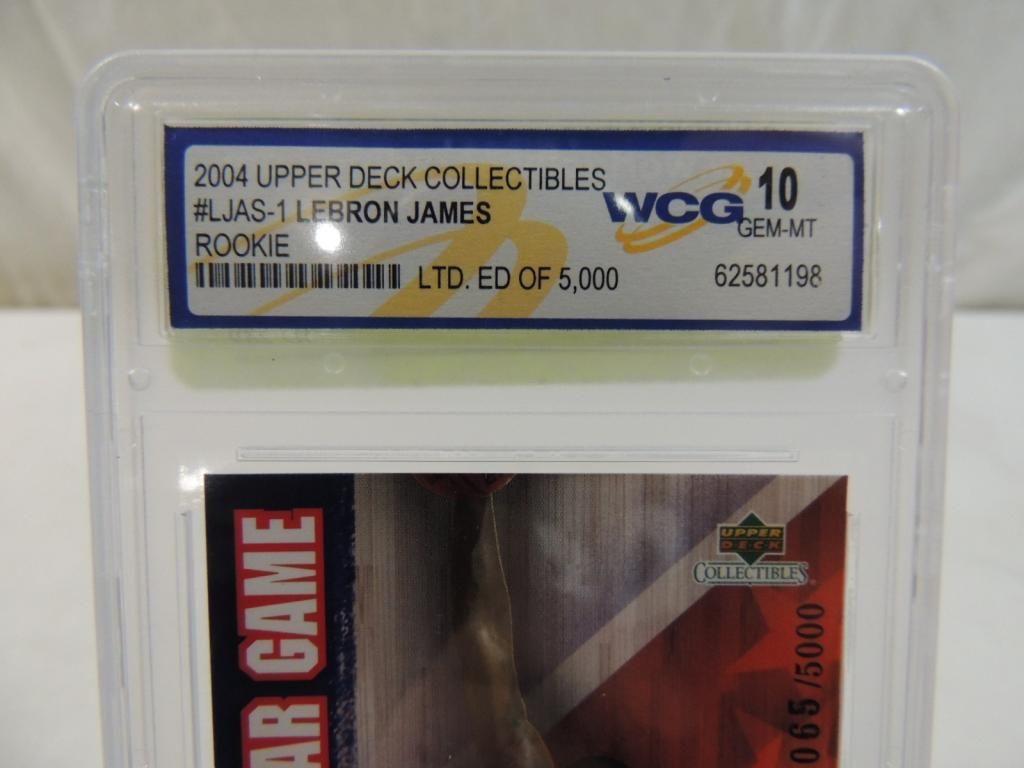 2004 UPPER DECK COLLECTIBLES
#LJAS-1 LEBRON JAMES
ROOKIE
LTD. ED OF 5,000
WCG
10
GEM-MT
62581198
UPPER
DECK
COLLECTIBLES
AR GAME
065/5000